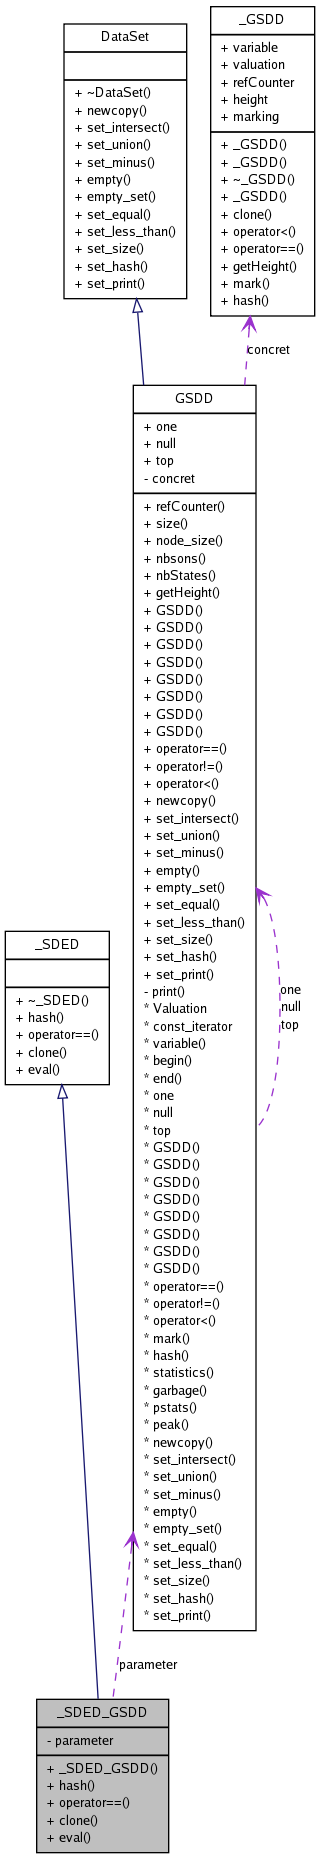 DataSet
+ ~DataSet()
+ newcopy()
+ set_intersect()
+ set_union()
+ set_minus()
+ empty()
+ empty_set()
+ set_equal()
+ set_less_than()
+ set_size()
+ set_hash()
+ set_print()
_GSDD
+ variable
+ valuation
+ refCounter
+ height
+ marking
+ _GSDD()
+ _GSDD()
+ ~_GSDD()
+ _GSDD()
+ clone()
+ operator<()
+ operator==()
+ getHeight()
+ mark()
+ hash()
concret
GSDD
+ one
+ null
+ top
- concret
+ refCounter()
+ size()
+ node_size()
+ nbsons()
+ nbStates()
+ getHeight()
+ GSDD()
+ GSDD()
+ GSDD()
+ GSDD()
+ GSDD()
+ GSDD()
+ GSDD()
+ GSDD()
+ operator==()
+ operator!=()
+ operator<()
+ newcopy()
+ set_intersect()
+ set_union()
+ set_minus()
+ empty()
+ empty_set()
+ set_equal()
+ set_less_than()
+ set_size()
+ set_hash()
+ set_print()
- print()
* Valuation
* const_iterator
* variable()
* begin()
* end()
* one
* null
* top
* GSDD()
* GSDD()
* GSDD()
* GSDD()
* GSDD()
* GSDD()
* GSDD()
* GSDD()
* operator==()
* operator!=()
* operator<()
* mark()
* hash()
* statistics()
* garbage()
* pstats()
* peak()
* newcopy()
* set_intersect()
* set_union()
* set_minus()
* empty()
* empty_set()
* set_equal()
* set_less_than()
* set_size()
* set_hash()
* set_print()
one
null
top
_SDED
+ ~_SDED()
+ hash()
+ operator==()
+ clone()
+ eval()
parameter
_SDED_GSDD
- parameter
+ _SDED_GSDD()
+ hash()
+ operator==()
+ clone()
+ eval()